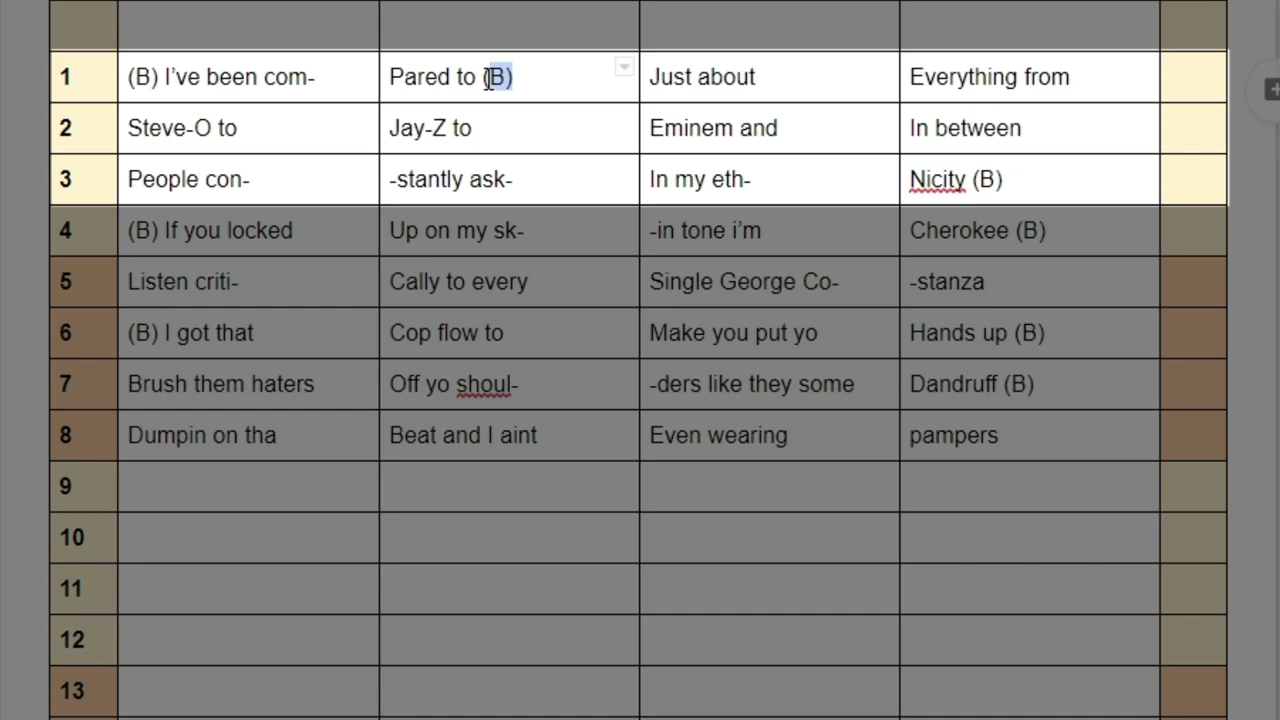 1 (B) I've been com- Pared to (B) Just about Everything from
2 Steve-O to Jay-Z to Eminem and In between
3 People con- -stantly ask- In my eth- Nicity (B)
4 (B) If you locked Up on my sk- -in tone i'm Cherokee (B)
5 Listen criti- Cally to every Single George Co- -stanza
6 (B) I got that Cop flow to Make you put yo Hands up (B)
7 Brush them haters Off yo shoul- -ders like they some Dandruff (B)
8 Dumpin on tha Beat and I aint Even wearing pampers
9
10
11
12
13